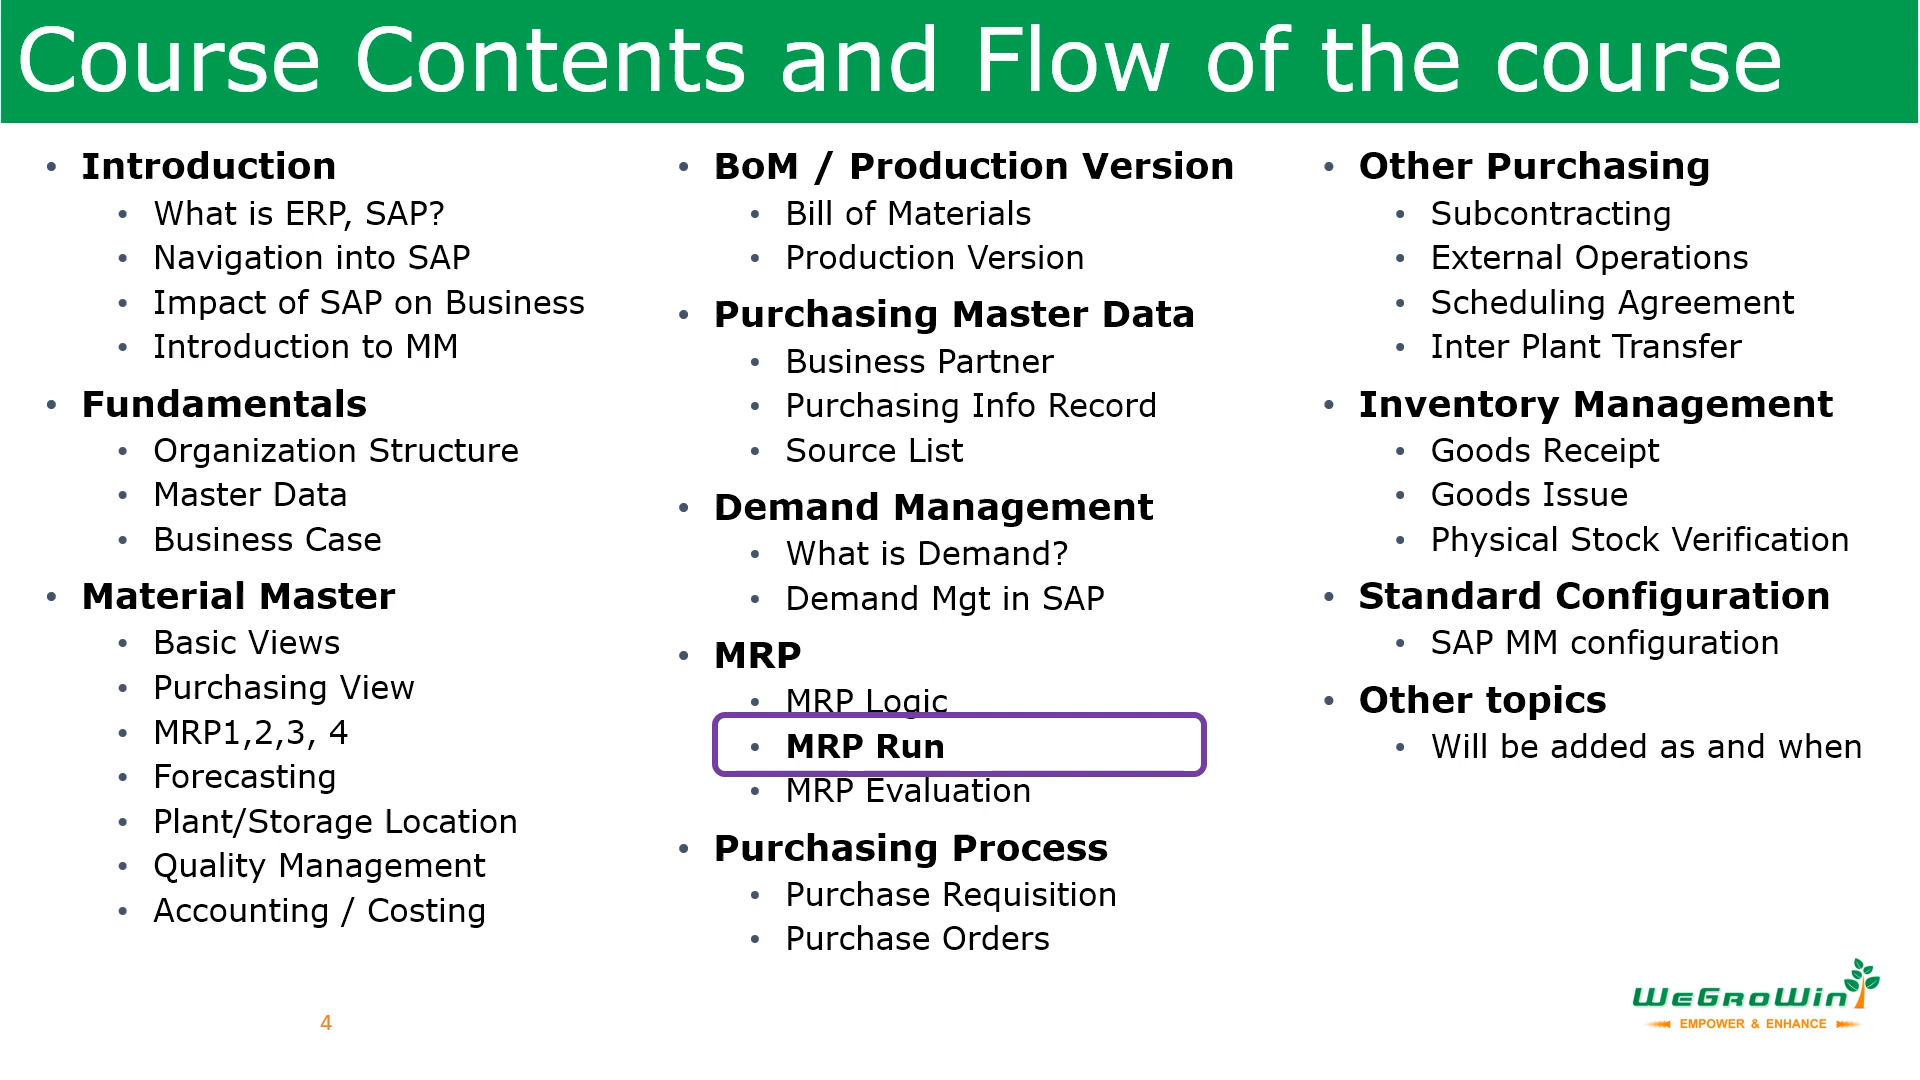 Course Contents and Flow of the course
• Introduction
• What is ERP, SAP?
• Navigation into SAP
• Impact of SAP on Business
• Introduction to MM
• Fundamentals
• Organization Structure
• Master Data
• Business Case
• Material Master
• Basic Views
• Purchasing View
• MRP1,2,3, 4
• Forecasting
• Plant/Storage Location
• Quality Management
• Accounting / Costing
• BoM / Production Version
• Bill of Materials
• Production Version
• Purchasing Master Data
• Business Partner
• Purchasing Info Record
• Source List
• Demand Management
• What is Demand?
• Demand Mgt in SAP
• MRP
• MRP Logic
• MRP Run
• MRP Evaluation
• Purchasing Process
• Purchase Requisition
• Purchase Orders
• Other Purchasing
• Subcontracting
• External Operations
• Scheduling Agreement
• Inter Plant Transfer
• Inventory Management
• Goods Receipt
• Goods Issue
• Physical Stock Verification
• Standard Configuration
• SAP MM configuration
• Other topics
• Will be added as and when
4
WeGroWin
EMPOWER & ENHANCE